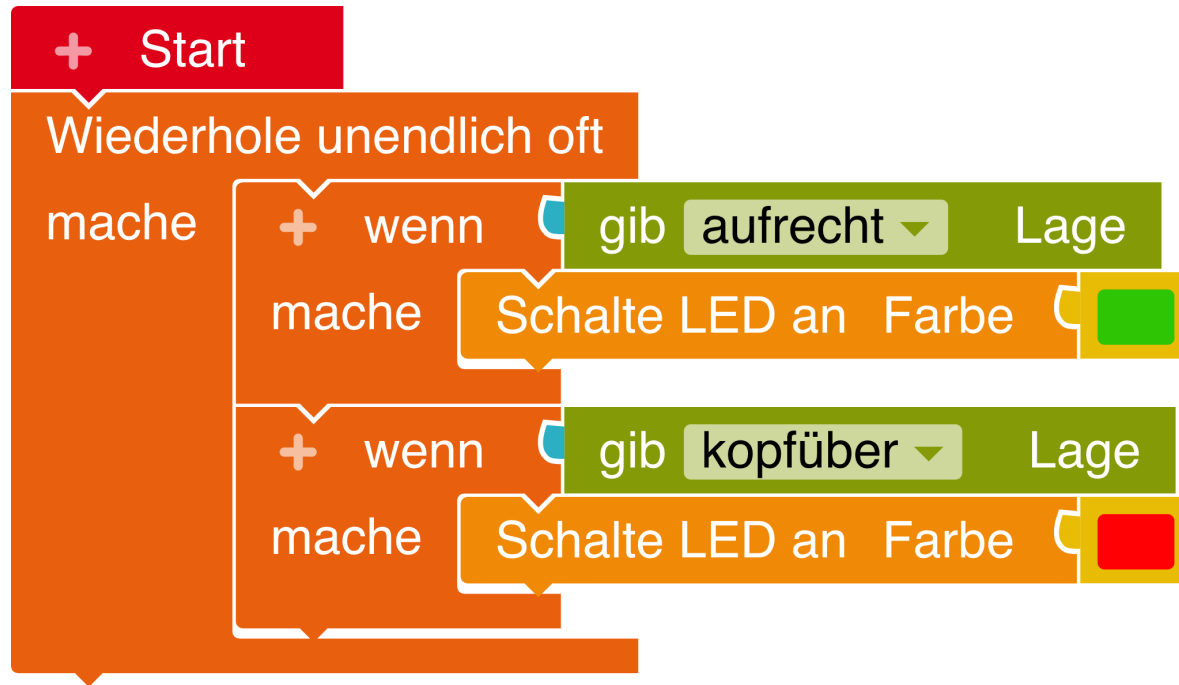 + Start
Wiederhole unendlich oft
mache + wenn gib aufrecht Lage
mache Schalte LED an Farbe
+ wenn gib kopfüber Lage
mache Schalte LED an Farbe